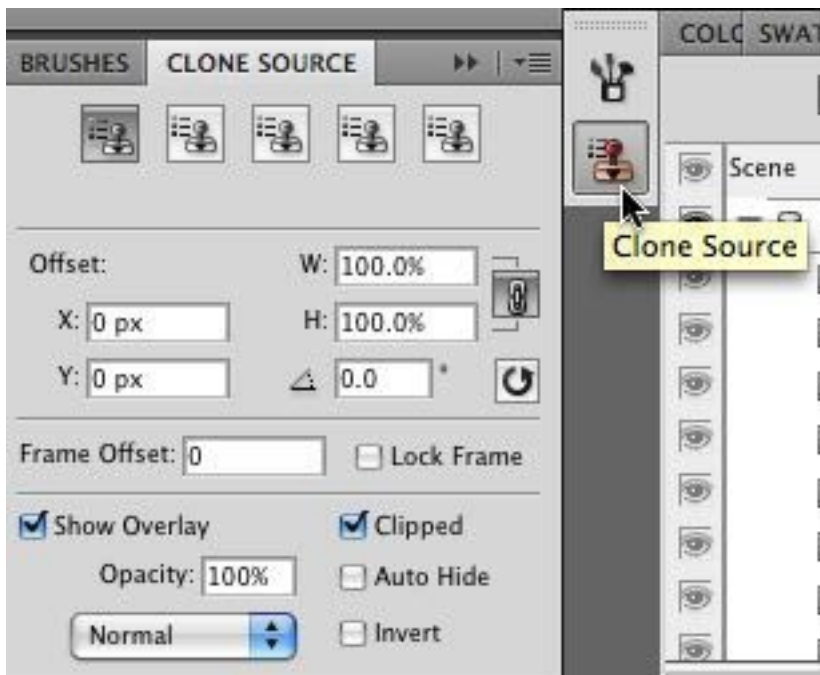 BRUSHES CLONE SOURCE
COLO SWAT
Scene
Clone Source
Offset: W: 100.0%
X: 0 px H: 100.0%
Y: 0 px 0.0 °
Frame Offset: 0 Lock Frame
Show Overlay Clipped
Opacity: 100% Auto Hide
Normal Invert